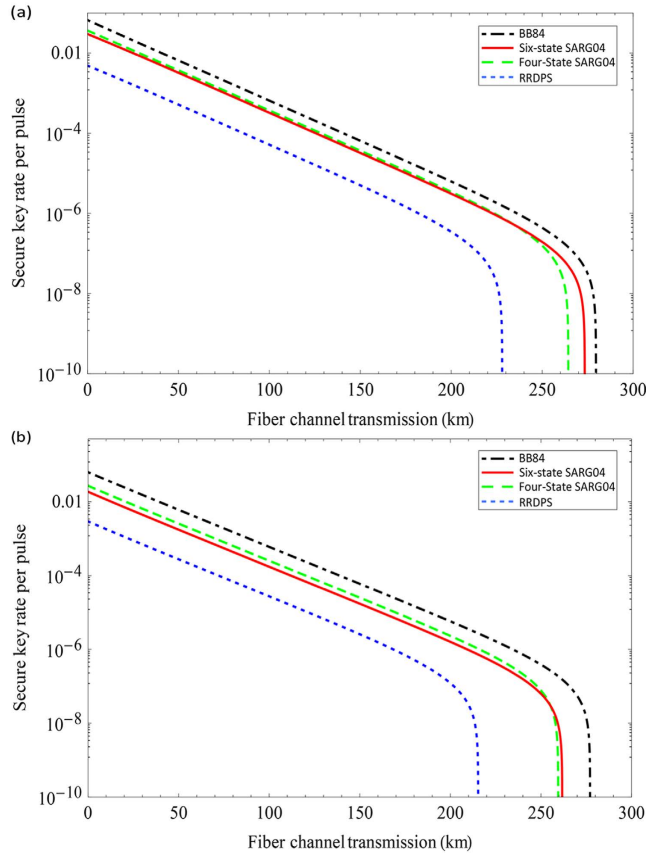 (a)
BB84
Six-state SARG04
Four-State SARG04
RRDPS
Secure key rate per pulse
0.01
10⁻⁴
10⁻⁶
10⁻⁸
10⁻¹⁰
0 50 100 150 200 250 300
Fiber channel transmission (km)
(b)
BB84
Six-state SARG04
Four-State SARG04
RRDPS
Secure key rate per pulse
0.01
10⁻⁴
10⁻⁶
10⁻⁸
10⁻¹⁰
0 50 100 150 200 250 300
Fiber channel transmission (km)